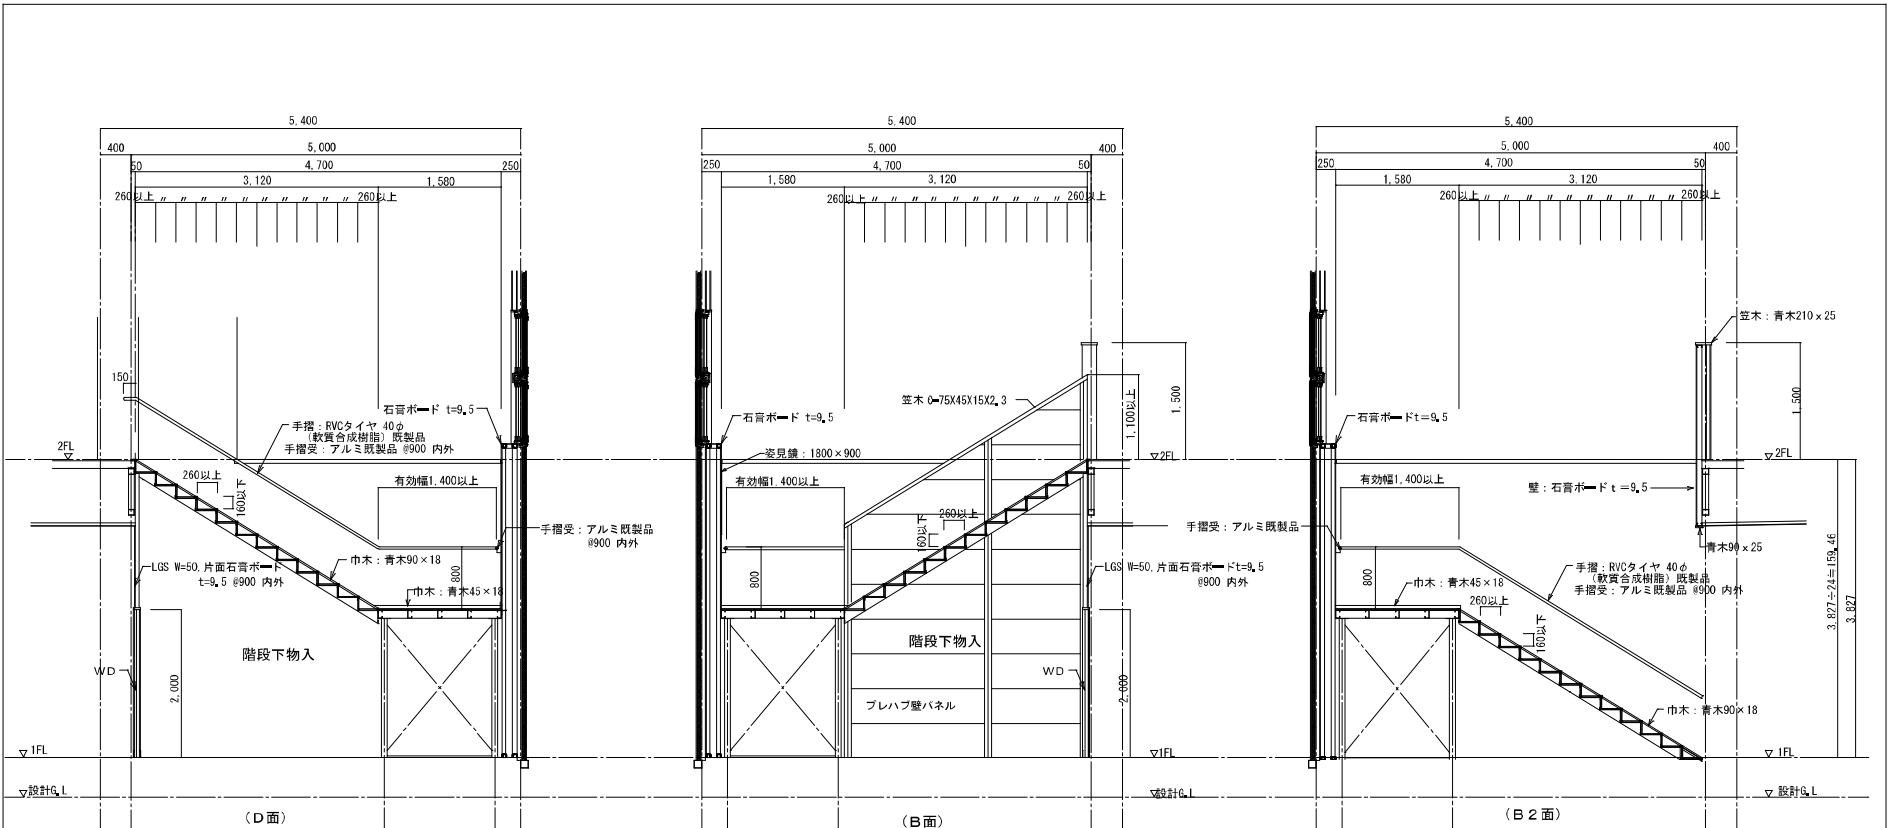 5,400
5,000
400
4,700
50
250
3,120
1,580
260以上 〃 〃 〃 〃 〃 〃 〃 〃 〃 〃 260以上
150
石膏ボード t=9.5
手摺：RVCタイヤ 40φ
（軟質合成樹脂）既製品
手摺受：アルミ既製品 @900 内外
2FL
260以上
160以下
有効幅1,400以上
手摺受：アルミ既製品
@900 内外
巾木：青木90×18
LGS W=50,片面石膏ボード
t=9.5 @900 内外
800
巾木：青木45×18
階段下物入
WD
2,000
1FL
設計G.L
（D面）
5,400
5,000
400
250
4,700
50
1,580
3,120
260以上 〃 〃 〃 〃 〃 〃 〃 〃 〃 〃 260以上
笠木 C-75X45X15X2.3
1,100以上
1,500
石膏ボード t=9.5
姿見鏡：1800×900
2FL
有効幅1,400以上
260以上
160以下
800
LGS W=50,片面石膏ボードt=9.5
@900 内外
階段下物入
WD
2,000
プレハブ壁パネル
1FL
設計G.L
（B面）
5,400
5,000
400
250
4,700
50
1,580
3,120
260以上 〃 〃 〃 〃 〃 〃 〃 〃 〃 〃 260以上
笠木：青木210×25
1,500
石膏ボードt=9.5
2FL
有効幅1,400以上
壁：石膏ボードt=9.5
手摺受：アルミ既製品
青木90×25
800
手摺：RVCタイヤ 40φ
（軟質合成樹脂）既製品
手摺受：アルミ既製品 @900 内外
巾木：青木45×18
260以上
160以下
3,827÷24≒159.46
3,827
巾木：青木90×18
1FL
設計G.L
（B2面）